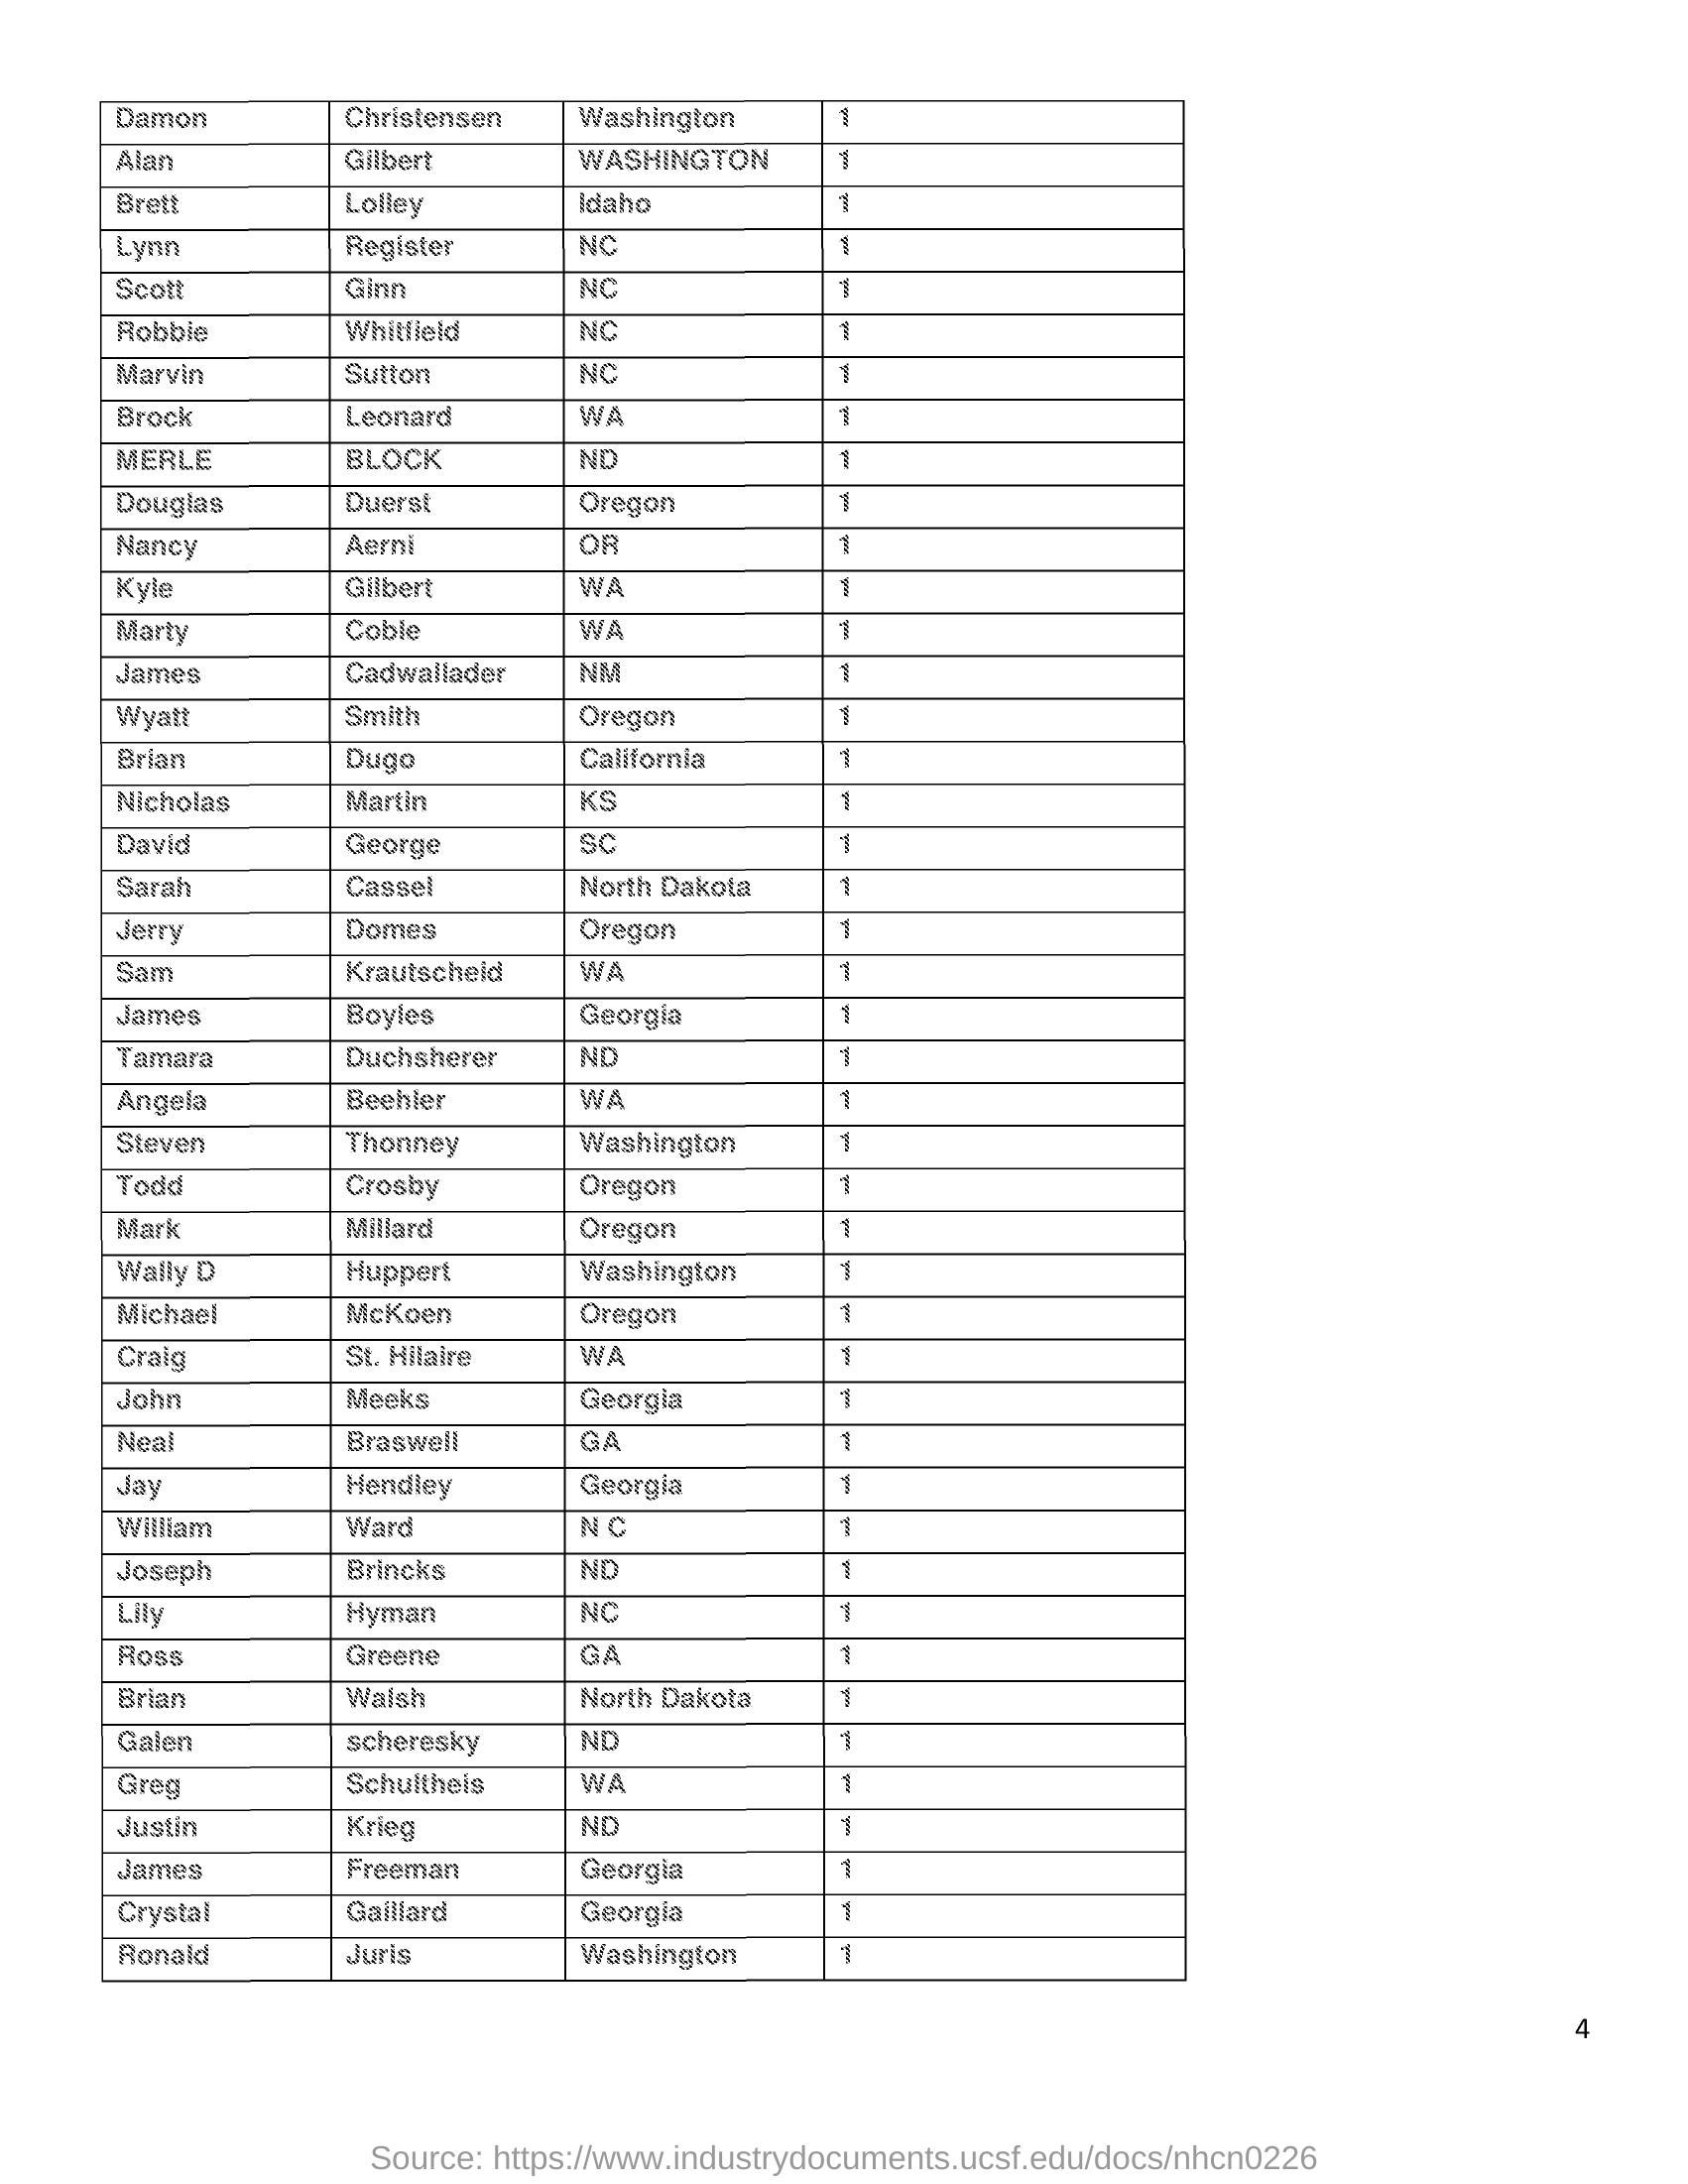 Damon Christensen Washington 1
Alan Gilbert WASHINGTON 1
Brett Lolley Idaho 1
Lynn Register NC 1
Scott Ginn NC 1
Robbie Whitfield NC 1
Marvin Sutton NC 1
Brock Leonard WA 1
MERLE BLOCK ND 1
Douglas Duerst Oregon 1
Nancy Aerni OR 1
Kyle Gilbert WA 1
Marty Coble WA 1
James Cadwallader NM 1
Wyatt Smith Oregon 1
Brian Dugo California 1
Nicholas Martin KS 1
David George SC 1
Sarah Cassel North Dakota 1
Jerry Domes Oregon 1
Sam Krautscheid WA 1
James Boyles Georgia 1
Tamara Duchsherer ND 1
Angela Beehler WA 1
Steven Thonney Washington 1
Todd Crosby Oregon 1
Mark Millard Oregon 1
Wally D Huppert Washington 1
Michael McKoen Oregon 1
Craig St. Hilaire WA 1
John Meeks Georgia 1
Neal Braswell GA 1
Jay Hendley Georgia 1
William Ward N C 1
Joseph Brincks ND 1
Lily Hyman NC 1
Ross Greene GA 1
Brian Walsh North Dakota 1
Galen scheresky ND 1
Greg Schultheis WA 1
Justin Krieg ND 1
James Freeman Georgia 1
Crystal Gaillard Georgia 1
Ronald Juris Washington 1
4
Source: https://www.industrydocuments.ucsf.edu/docs/nhcn0226